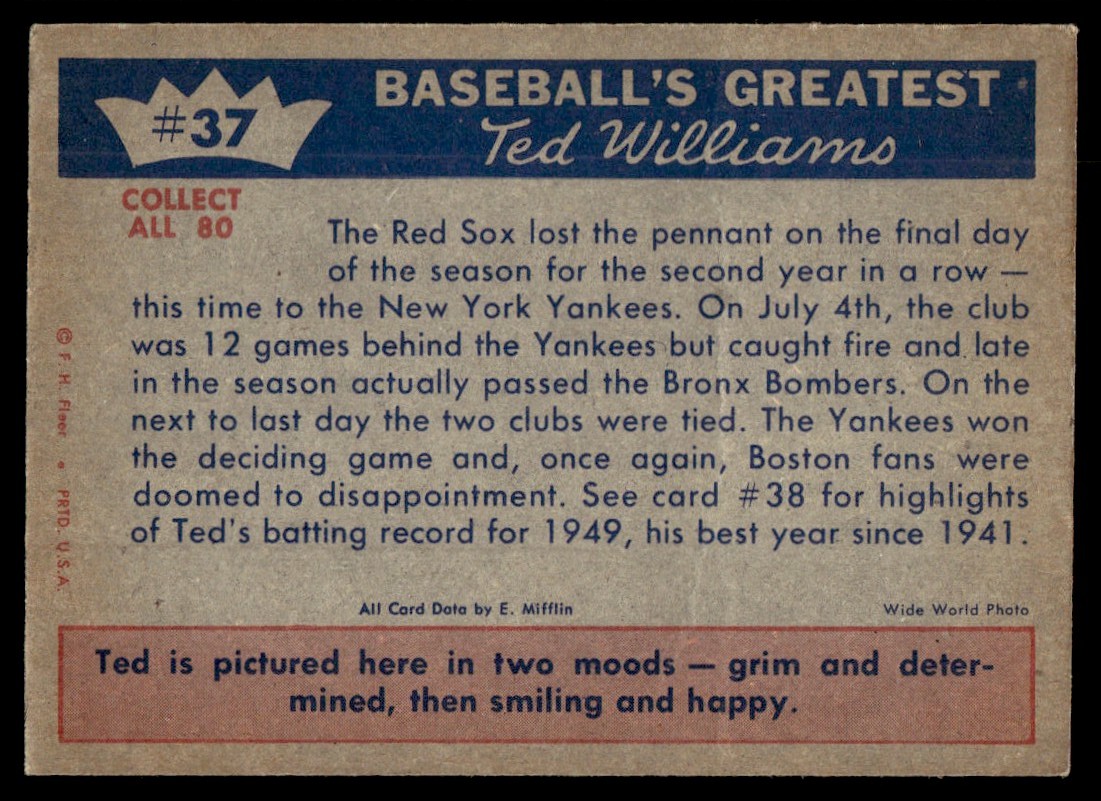 #37
BASEBALL'S GREATEST
Ted Williams
COLLECT
ALL 80
The Red Sox lost the pennant on the final day
of the season for the second year in a row —
this time to the New York Yankees. On July 4th, the club
was 12 games behind the Yankees but caught fire and late
in the season actually passed the Bronx Bombers. On the
next to last day the two clubs were tied. The Yankees won
the deciding game and, once again, Boston fans were
doomed to disappointment. See card #38 for highlights
of Ted's batting record for 1949, his best year since 1941.
© F. H. Fleer • PRTD. U.S.A.
All Card Data by E. Mifflin
Wide World Photo
Ted is pictured here in two moods — grim and deter-
mined, then smiling and happy.